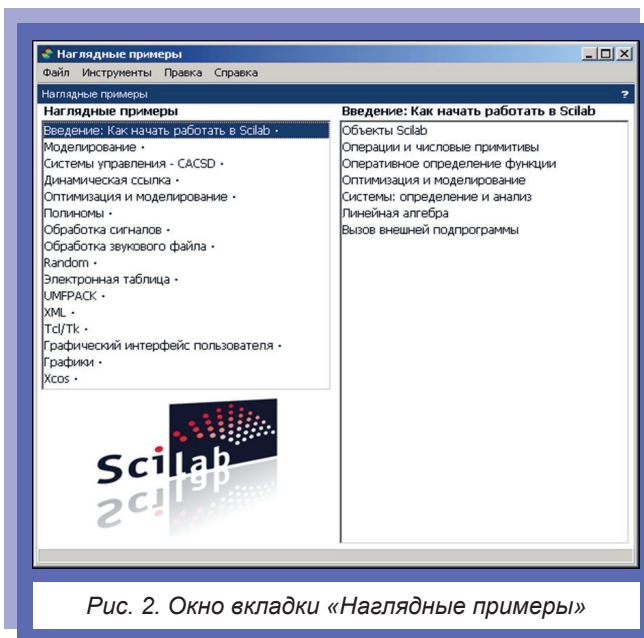 Наглядные примеры
Файл Инструменты Правка Справка
Наглядные примеры ?
Наглядные примеры
Введение: Как начать работать в Scilab •
Моделирование •
Системы управления - CACSD •
Динамическая ссылка •
Оптимизация и моделирование •
Полиномы •
Обработка сигналов •
Обработка звукового файла •
Random •
Электронная таблица •
UMFPACK •
XML •
Tcl/Tk •
Графический интерфейс пользователя •
Графики •
Xcos •
Введение: Как начать работать в Scilab
Объекты Scilab
Операции и числовые примитивы
Оперативное определение функции
Оптимизация и моделирование
Системы: определение и анализ
Линейная алгебра
Вызов внешней подпрограммы
Scilab
Рис. 2. Окно вкладки «Наглядные примеры»